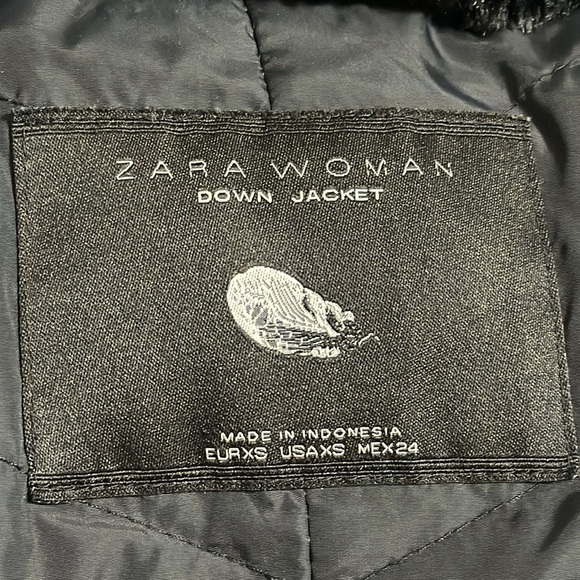 ZARA WOMAN
DOWN JACKET
MADE IN INDONESIA
EURXS USAXS MEX24